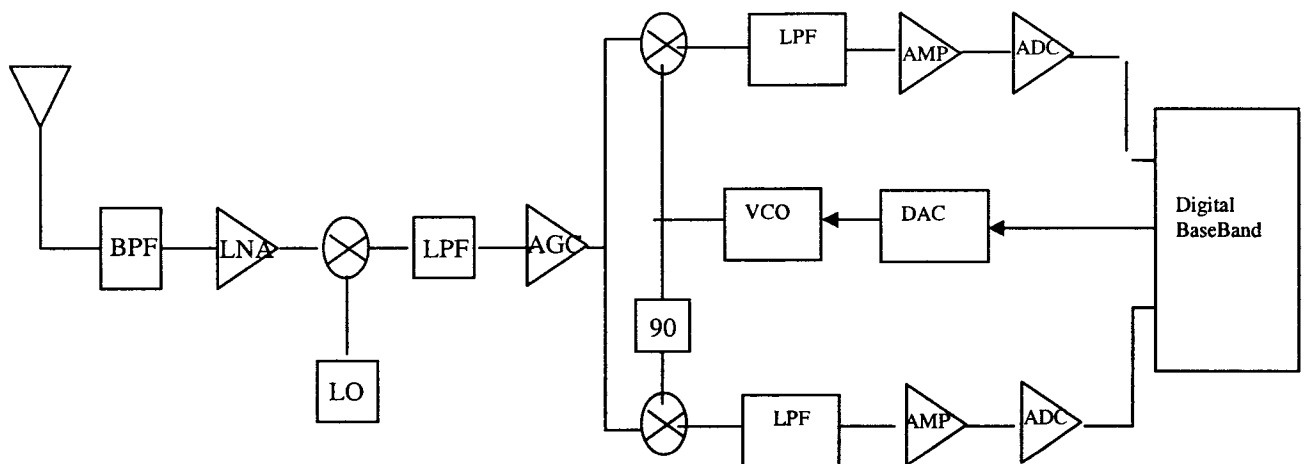 LPF
AMP
ADC
VCO
DAC
Digital
BaseBand
BPF
LNA
LPF
AGC
90
LO
LPF
AMP
ADC